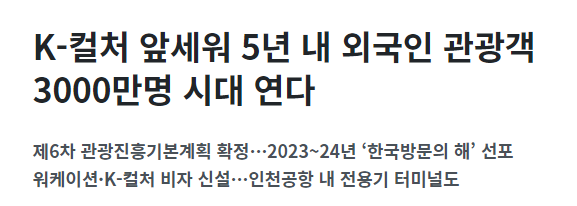 K-컬처 앞세워 5년 내 외국인 관광객
3000만명 시대 연다
제6차 관광진흥기본계획 확정…2023~24년 ‘한국방문의 해’ 선포
워케이션·K-컬처 비자 신설…인천공항 내 전용기 터미널도